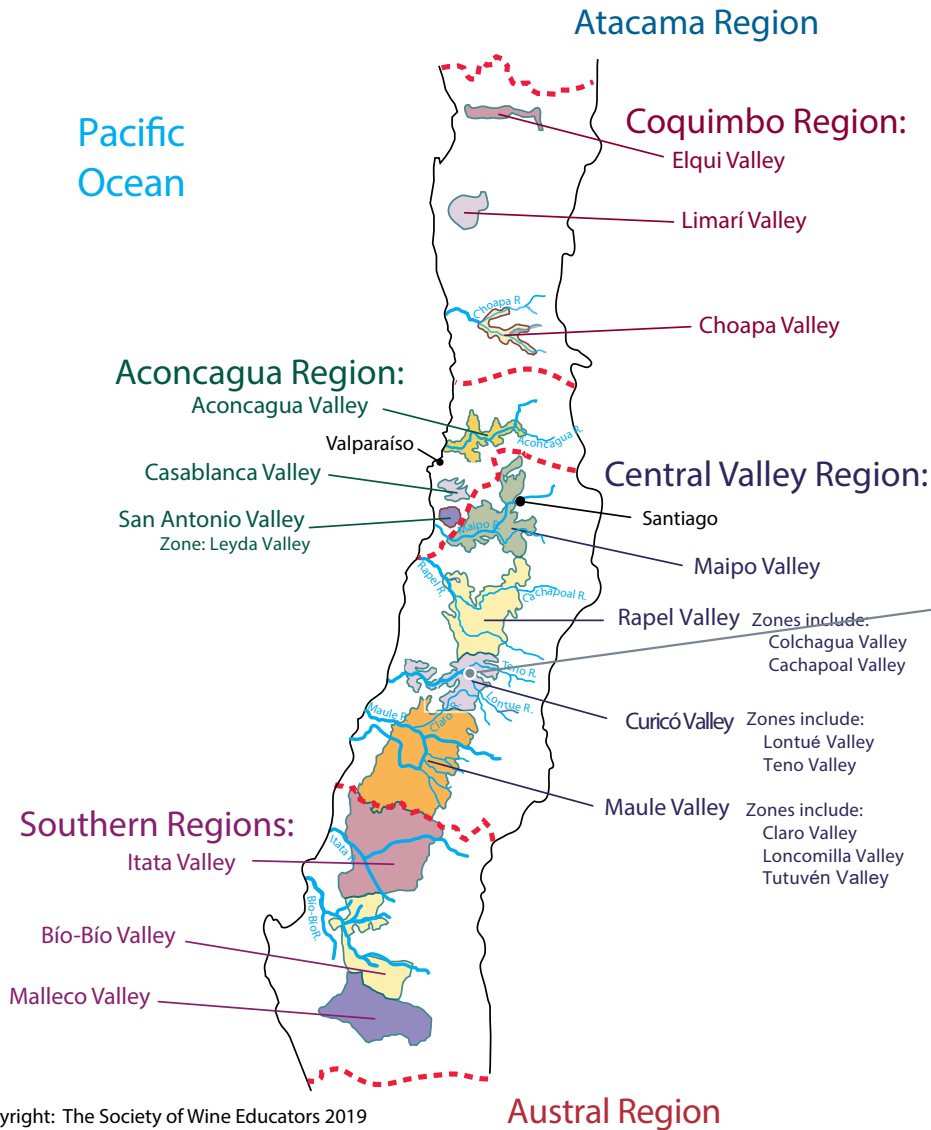 Atacama Region
Pacific
Ocean
Coquimbo Region:
Elqui Valley
Limarí Valley
Choapa R
Choapa Valley
Aconcagua Region:
Aconcagua Valley
Aconcagua R.
Valparaíso
Casablanca Valley
Central Valley Region:
San Antonio Valley
Zone: Leyda Valley
Santiago
Maipo R.
Maipo Valley
Rapel R.
Cachapoal R.
Rapel Valley
Zones include:
Colchagua Valley
Cachapoal Valley
Teno R.
Lontue R.
Claro R.
Curicó Valley
Zones include:
Lontué Valley
Teno Valley
Maule R.
Maule Valley
Zones include:
Claro Valley
Loncomilla Valley
Tutuvén Valley
Southern Regions:
Itata R.
Itata Valley
Bío-Bío R.
Bío-Bío Valley
Malleco Valley
yright: The Society of Wine Educators 2019
Austral Region